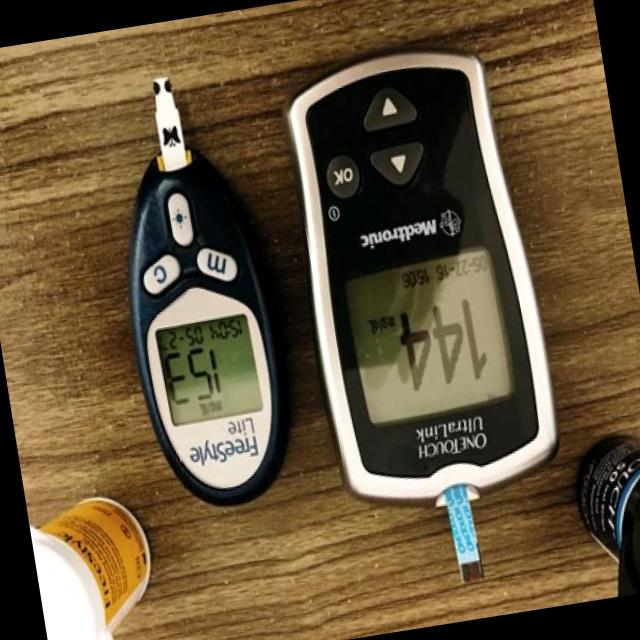 FreeStyle
Lite
mg/dL
153
15:04 05-2
m
c
ONETOUCH
UltraLink
144
mg/dL
05-27-15 15:06
Medtronic
OK